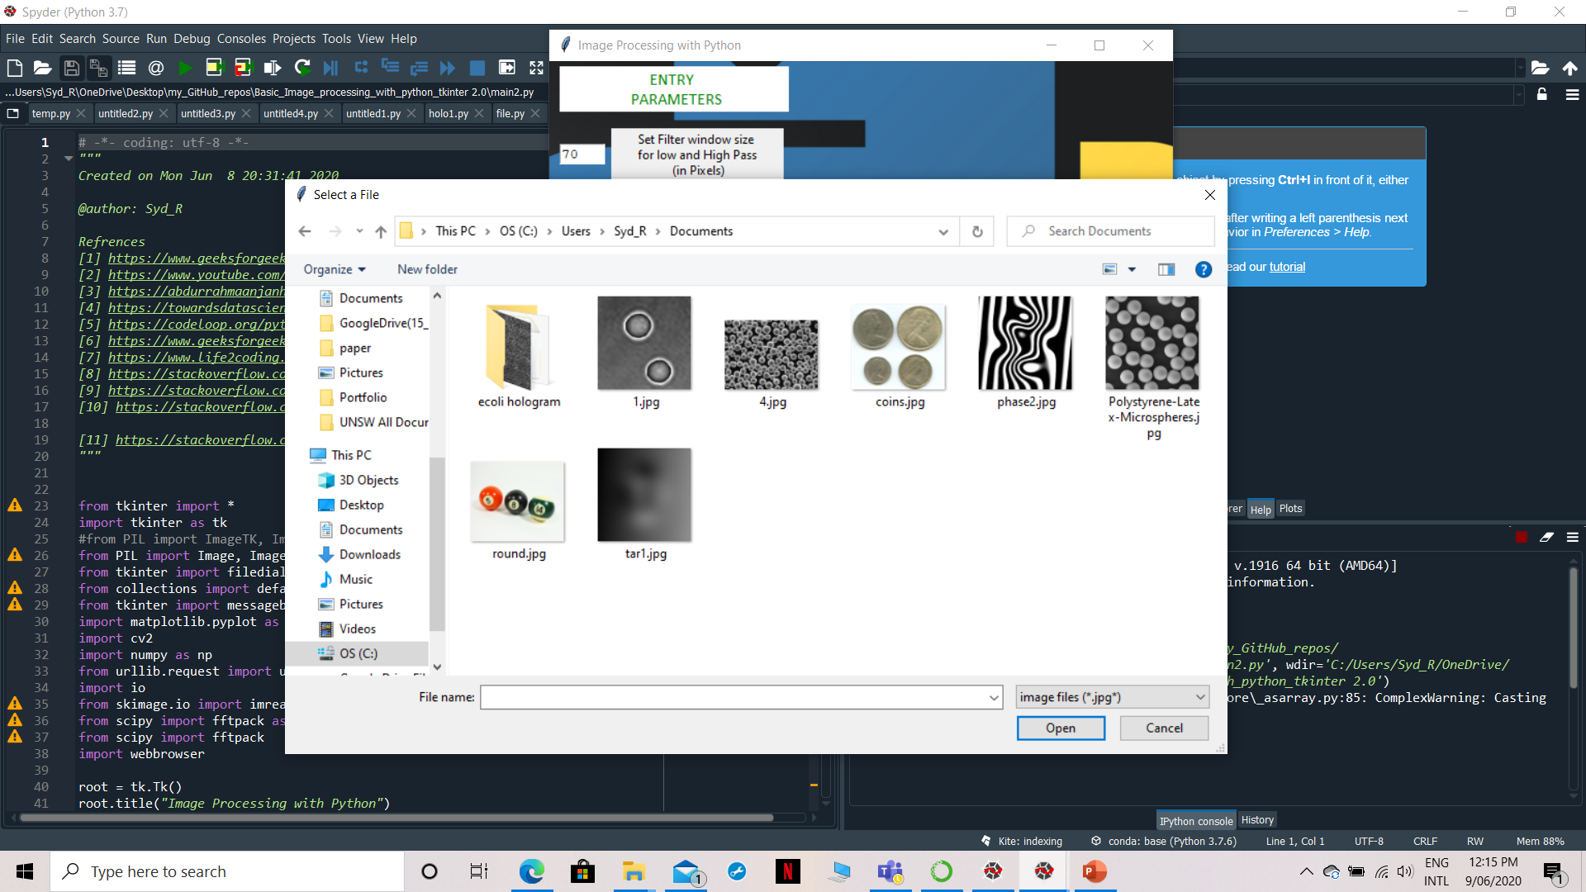 Spyder (Python 3.7)
File Edit Search Source Run Debug Consoles Projects Tools View Help
...Users\Syd_R\OneDrive\Desktop\my_GitHub_repos\Basic_Image_processing_with_python_tkinter 2.0\main2.py
temp.py untitled2.py untitled3.py untitled4.py untitled1.py holo1.py file.py
1 # -*- coding: utf-8 -*-
2 """
3 Created on Mon Jun  8 20:31:41 2020
4
5 @author: Syd_R
6
7 Refrences
8 [1] https://www.geeksforgeek
9 [2] https://www.youtube.com/
10 [3] https://abdurrahmaanjanh
11 [4] https://towardsdatascien
12 [5] https://codeloop.org/pyt
13 [6] https://www.geeksforgeek
14 [7] https://www.life2coding.
15 [8] https://stackoverflow.co
16 [9] https://stackoverflow.co
17 [10] https://stackoverflow.c
18
19 [11] https://stackoverflow.c
20 """
21
22
23 from tkinter import *
24 import tkinter as tk
25 #from PIL import ImageTK, Im
26 from PIL import Image, Image
27 from tkinter import filedial
28 from collections import defa
29 from tkinter import messageb
30 import matplotlib.pyplot as
31 import cv2
32 import numpy as np
33 from urllib.request import u
34 import io
35 from skimage.io import imrea
36 from scipy import fftpack as
37 from scipy import fftpack
38 import webbrowser
39
40 root = tk.Tk()
41 root.title("Image Processing with Python")
Image Processing with Python
ENTRY
PARAMETERS
70
Set Filter window size
for low and High Pass
(in Pixels)
Select a File
This PC > OS (C:) > Users > Syd_R > Documents
Search Documents
Organize New folder
Documents
GoogleDrive(15_
paper
Pictures
Portfolio
UNSW All Docur
This PC
3D Objects
Desktop
Documents
Downloads
Music
Pictures
Videos
OS (C:)
ecoli hologram
1.jpg
4.jpg
coins.jpg
phase2.jpg
Polystyrene-Late
x-Microspheres.j
pg
round.jpg
tar1.jpg
File name:
image files (*.jpg*)
Open Cancel
pressing Ctrl+I in front of it, either
after writing a left parenthesis next
vior in Preferences > Help.
ead our tutorial
rer Help Plots
v.1916 64 bit (AMD64)]
information.
y_GitHub_repos/
n2.py', wdir='C:/Users/Syd_R/OneDrive/
h_python_tkinter 2.0')
ore\_asarray.py:85: ComplexWarning: Casting
IPython console History
Kite: indexing conda: base (Python 3.7.6) Line 1, Col 1 UTF-8 CRLF RW Mem 88%
Type here to search
1
ENG
INTL
12:15 PM
9/06/2020
1